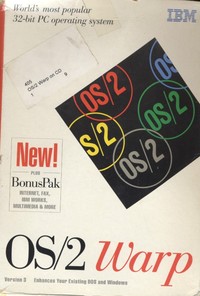 World's most popular
32-bit PC operating system
IBM
OS/2 Warp on CD
OS/2
OS/2
S/2
OS/2
OS/2
New!
PLUS
BonusPak
INTERNET, FAX,
IBM WORKS,
MULTIMEDIA & MORE
OS/2 Warp
Version 3 Enhances Your Existing DOS and Windows